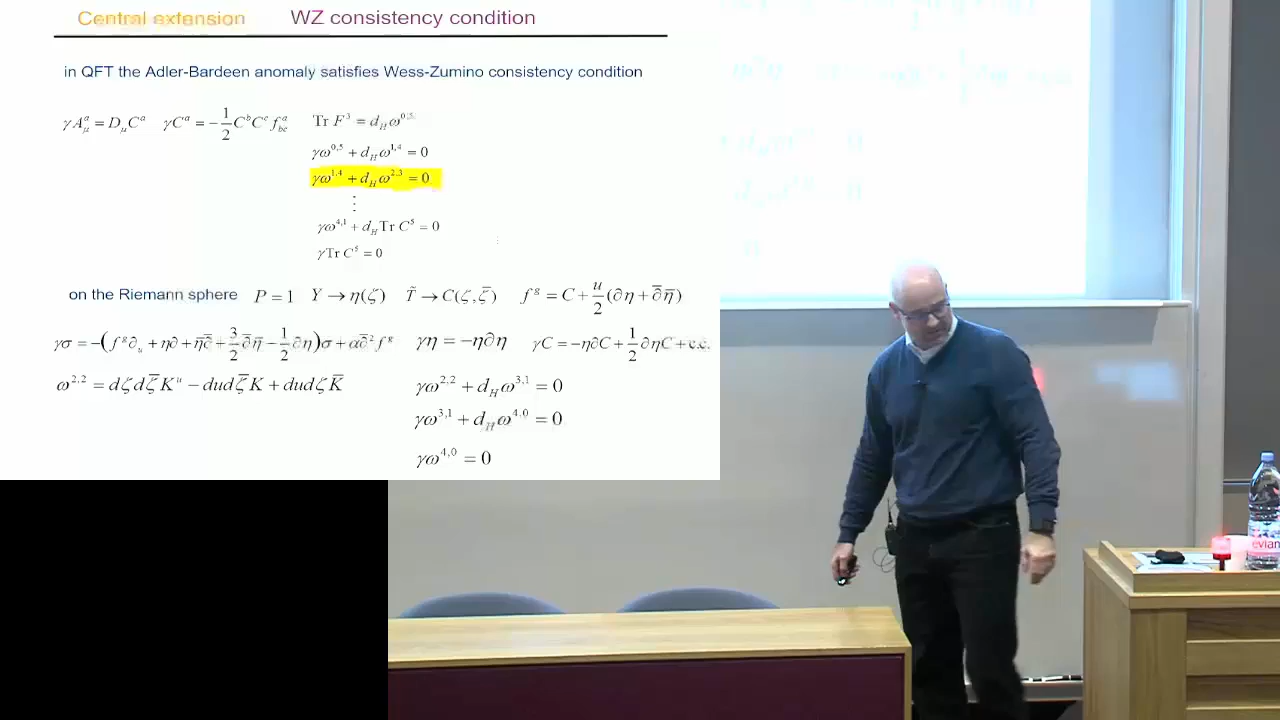 Central extension WZ consistency condition
in QFT the Adler-Bardeen anomaly satisfies Wess-Zumino consistency condition
γA^a_μ = D_μC^a γC^a = −1/2 C^bC^c f^a_bc Tr F^3 = d_H ω^{0,5}
γω^{0,5} + d_H ω^{1,4} = 0
γω^{1,4} + d_H ω^{2,3} = 0
⋮
γω^{4,1} + d_H Tr C^5 = 0
γTr C^5 = 0
on the Riemann sphere P = 1 Y → η(ζ) T̃ → C(ζ, ζ̄) f^g = C + u/2 (∂η + ∂̄η̄)
γσ = −(f^g ∂_u + η∂ + η̄∂̄ + 3/2 ∂̄η̄ − 1/2 ∂η)σ + α∂̄^2 f^g γη = −η∂η γC = −η∂C + 1/2 ∂ηC + c.c.
ω^{2,2} = dζdζ̄K^u − dudζ̄K + dudζK̄ γω^{2,2} + d_H ω^{3,1} = 0
γω^{3,1} + d_H ω^{4,0} = 0
γω^{4,0} = 0
evian